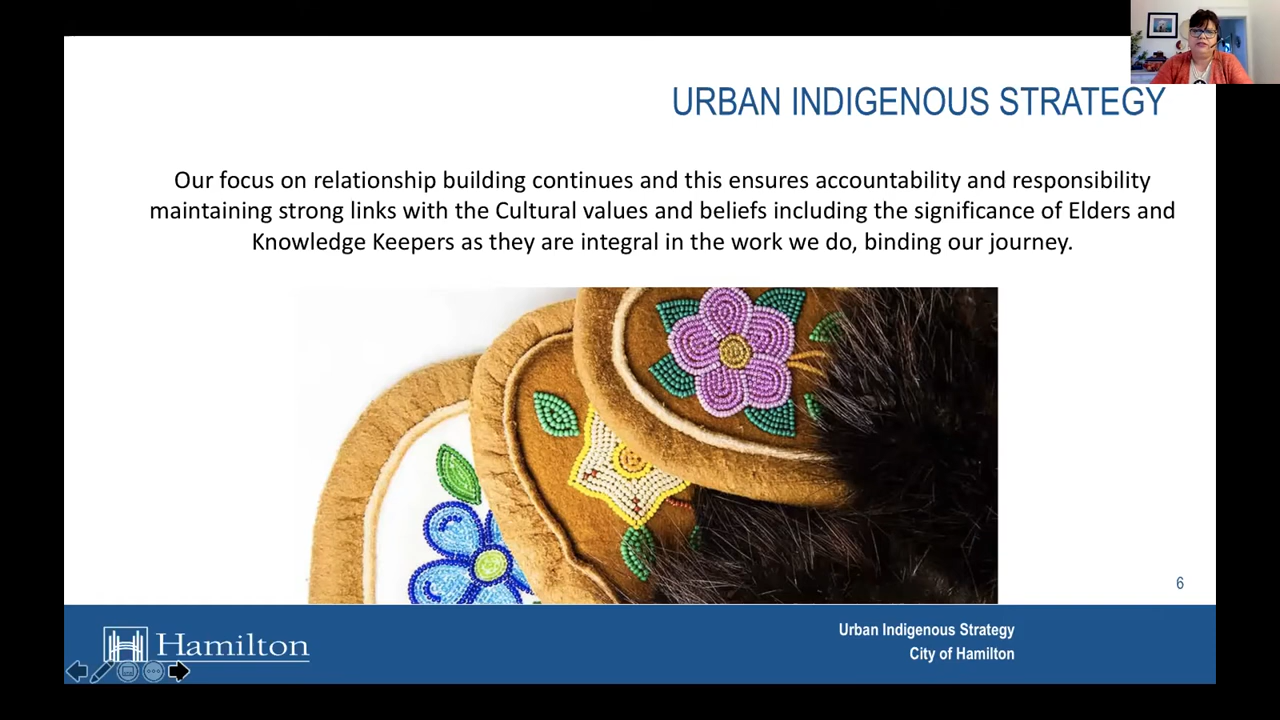 URBAN INDIGENOUS STRATEGY
Our focus on relationship building continues and this ensures accountability and responsibility
maintaining strong links with the Cultural values and beliefs including the significance of Elders and
Knowledge Keepers as they are integral in the work we do, binding our journey.
6
Hamilton
Urban Indigenous Strategy
City of Hamilton